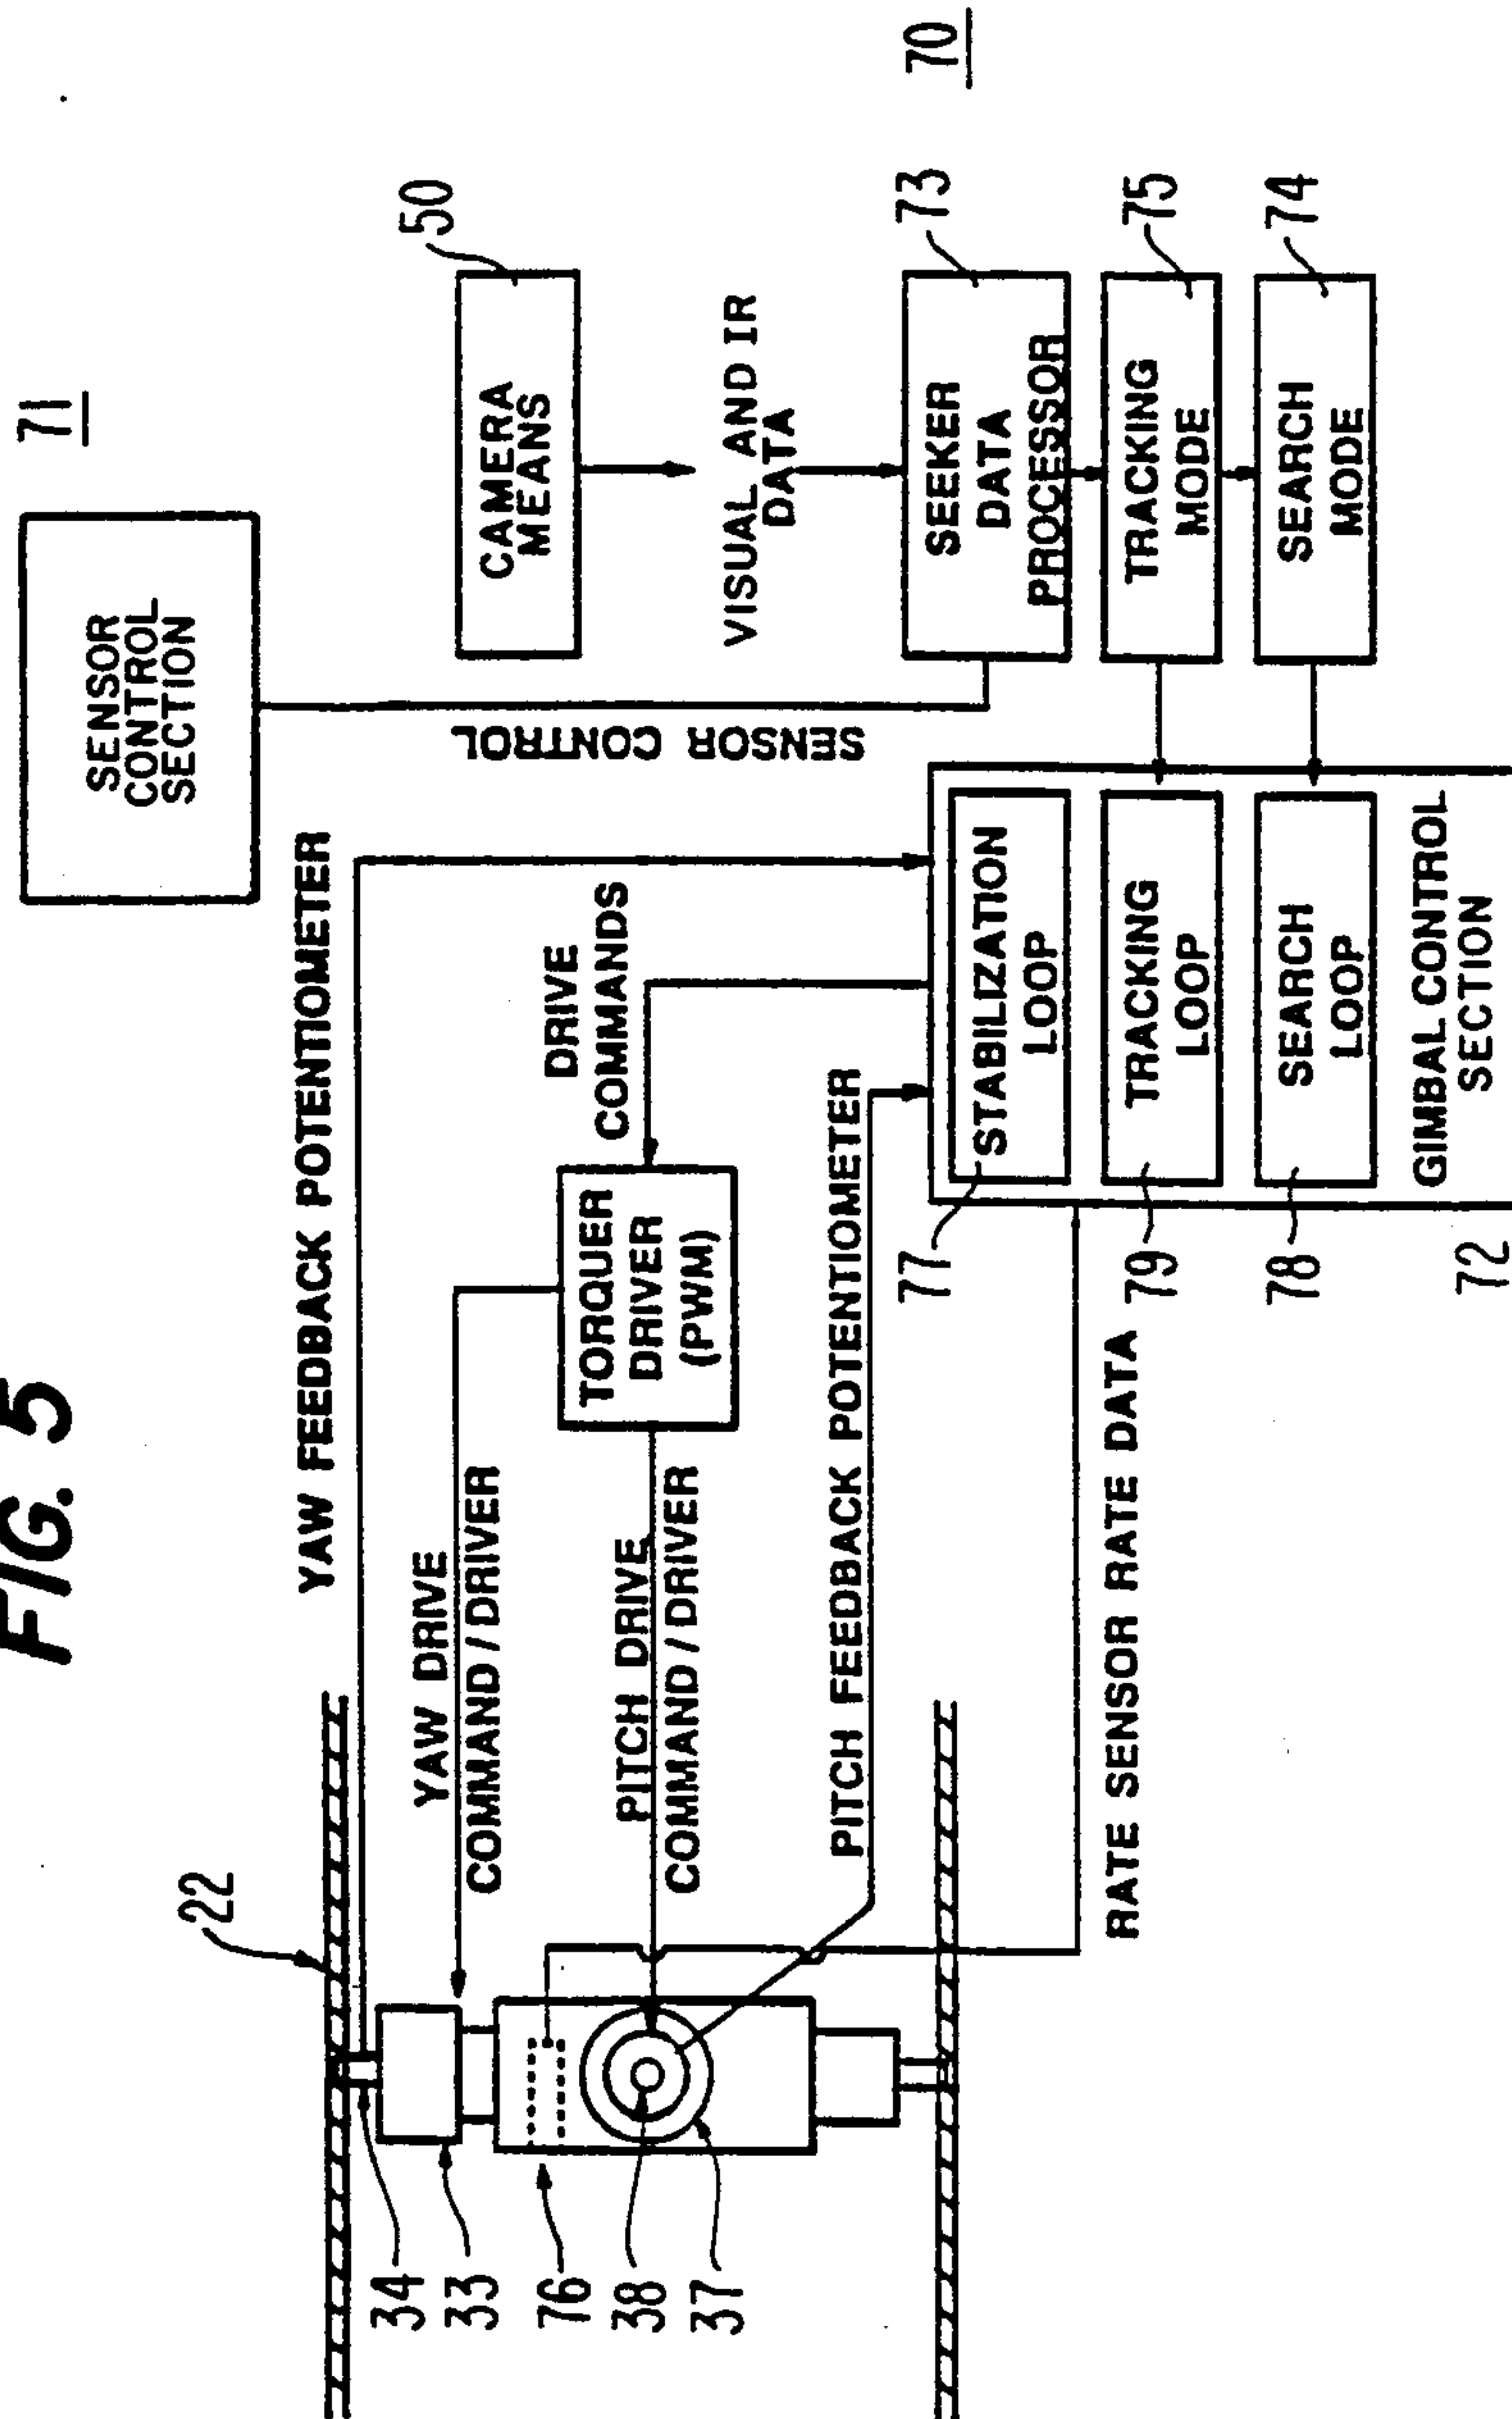 FIG. 5
71
SENSOR
CONTROL
SECTION
YAW FEEDBACK POTENTIOMETER
22
34
33
76
38
37
YAW DRIVE
COMMAND/DRIVER
PITCH DRIVE
COMMAND/DRIVER
TORQUER
DRIVER
(PWM)
DRIVE
COMMANDS
PITCH FEEDBACK POTENTIOMETER
RATE SENSOR RATE DATA
SENSOR CONTROL
50
CAMERA
MEANS
VISUAL AND IR
DATA
70
73
SEEKER
DATA
PROCESSOR
75
TRACKING
MODE
74
SEARCH
MODE
77
STABILIZATION
LOOP
79
TRACKING
LOOP
78
SEARCH
LOOP
72
GIMBAL CONTROL
SECTION